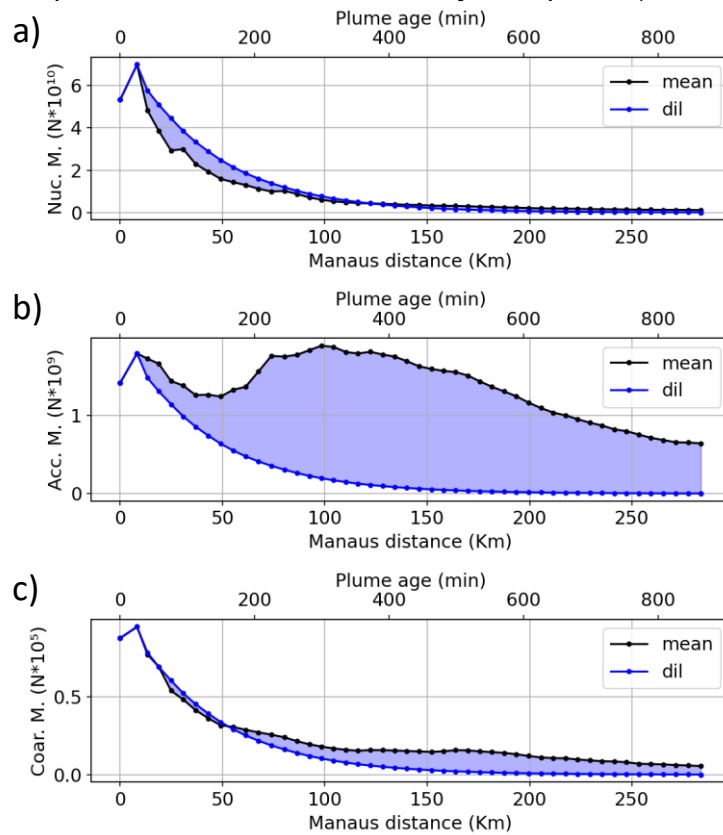 a)
Plume age (min)
0 200 400 600 800
Nuc. M. (N*10¹⁰)
6
4
2
0
mean
dil
0 50 100 150 200 250
Manaus distance (Km)
b)
Plume age (min)
0 200 400 600 800
Acc. M. (N*10⁹)
1
0
mean
dil
0 50 100 150 200 250
Manaus distance (Km)
c)
Plume age (min)
0 200 400 600 800
Coar. M. (N*10⁵)
0.5
0.0
mean
dil
0 50 100 150 200 250
Manaus distance (Km)